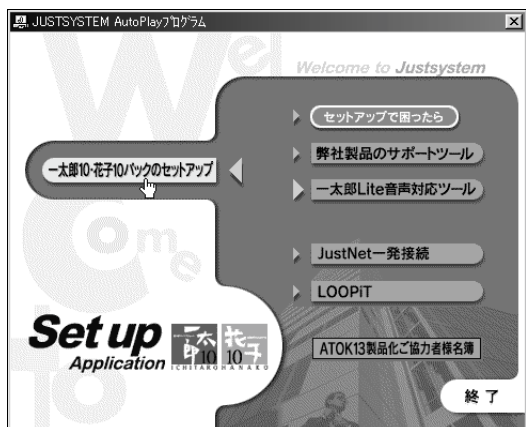 JUSTSYSTEM AutoPlayプログラム
Welcome to Justsystem
セットアップで困ったら
弊社製品のサポートツール
一太郎10・花子10パックのセットアップ
一太郎Lite音声対応ツール
JustNet一発接続
LOOPiT
Set up
Application
一太郎10
花子10
ICHITARO HANAKO
ATOK13製品化ご協力者様名簿
終 了
Wel
Come
to